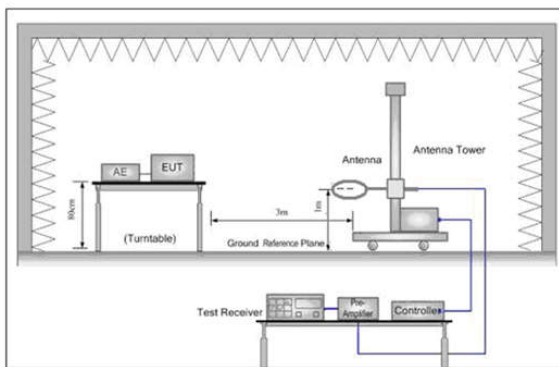 Antenna Tower
Antenna
EUT
AE
80cm
(Turntable)
3m
1m
Ground Reference Plane
Test Receiver
Pre-
Amplifier
Controller